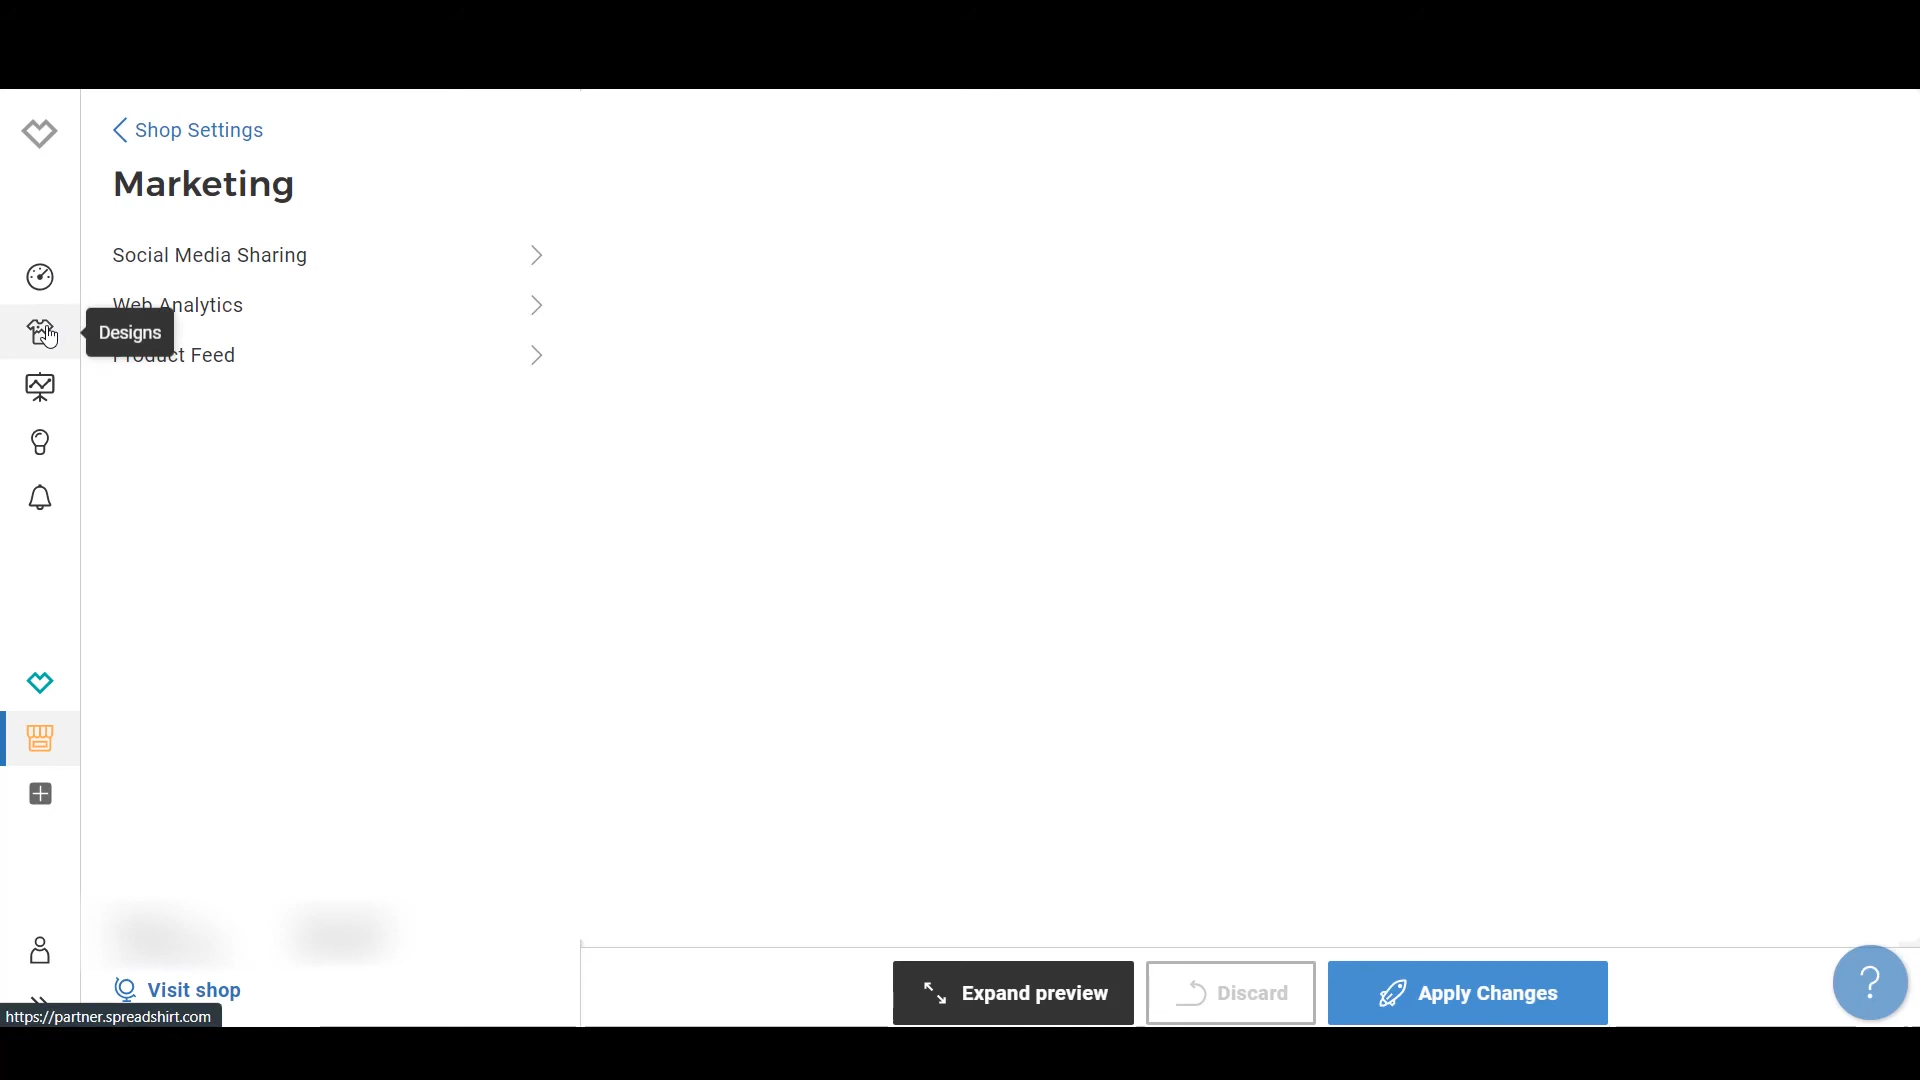 Shop Settings
Marketing
Social Media Sharing
Web Analytics
Designs
Product Feed
Visit shop
https://partner.spreadshirt.com
Expand preview
Discard
Apply Changes
?